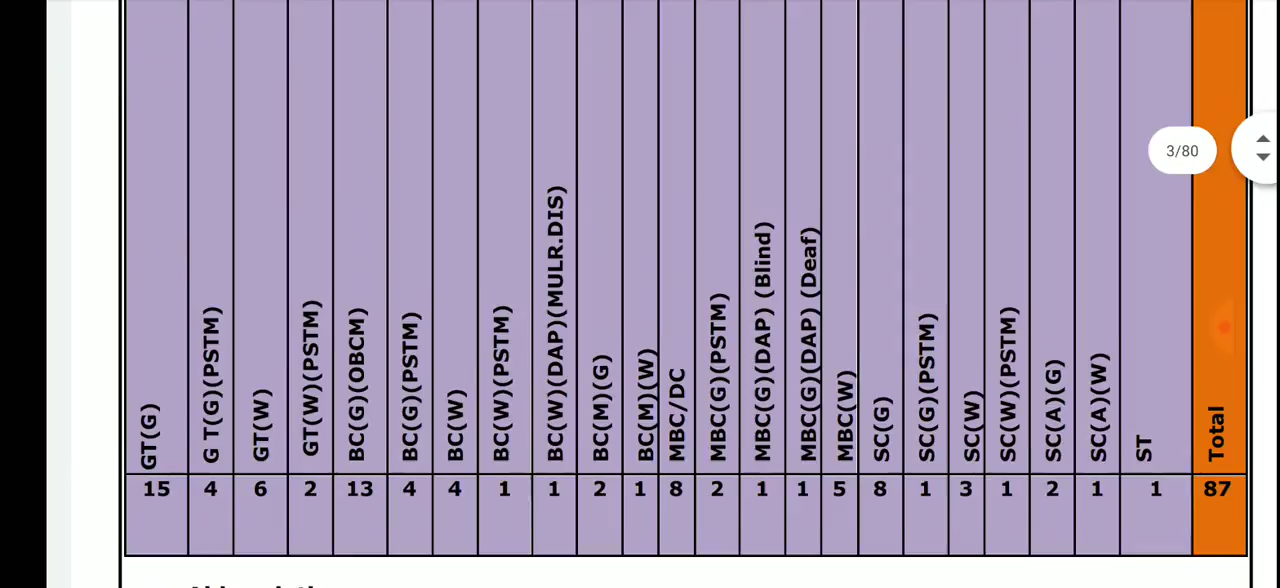 3/80
GT(G)
G T(G)(PSTM)
GT(W)
GT(W)(PSTM)
BC(G)(OBCM)
BC(G)(PSTM)
BC(W)
BC(W)(PSTM)
BC(W)(DAP)(MULR.DIS)
BC(M)(G)
BC(M)(W)
MBC/DC
MBC(G)(PSTM)
MBC(G)(DAP) (Blind)
MBC(G)(DAP) (Deaf)
MBC(W)
SC(G)
SC(G)(PSTM)
SC(W)
SC(W)(PSTM)
SC(A)(G)
SC(A)(W)
ST
Total
15 4 6 2 13 4 4 1 1 2 1 8 2 1 1 5 8 1 3 1 2 1 1 87